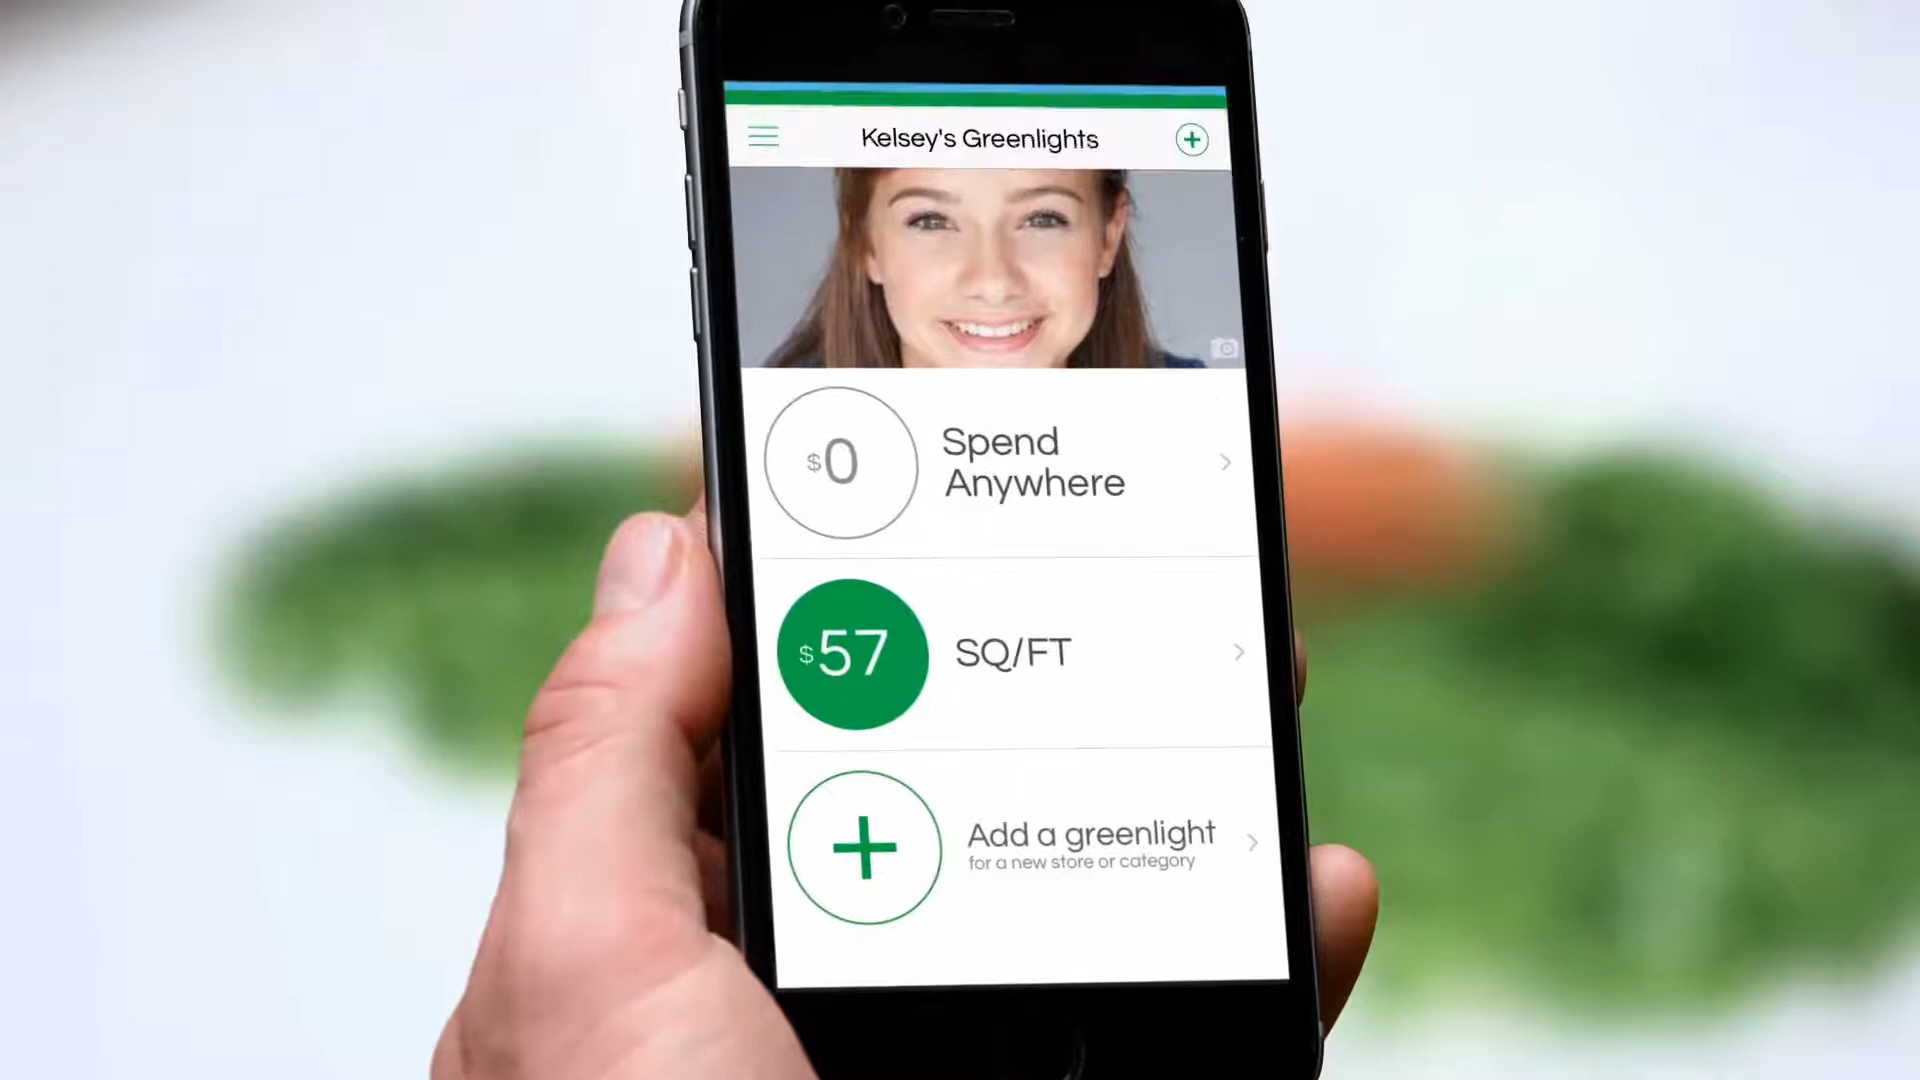 Kelsey's Greenlights
$0
Spend
Anywhere
$57
SQ/FT
Add a greenlight
for a new store or category